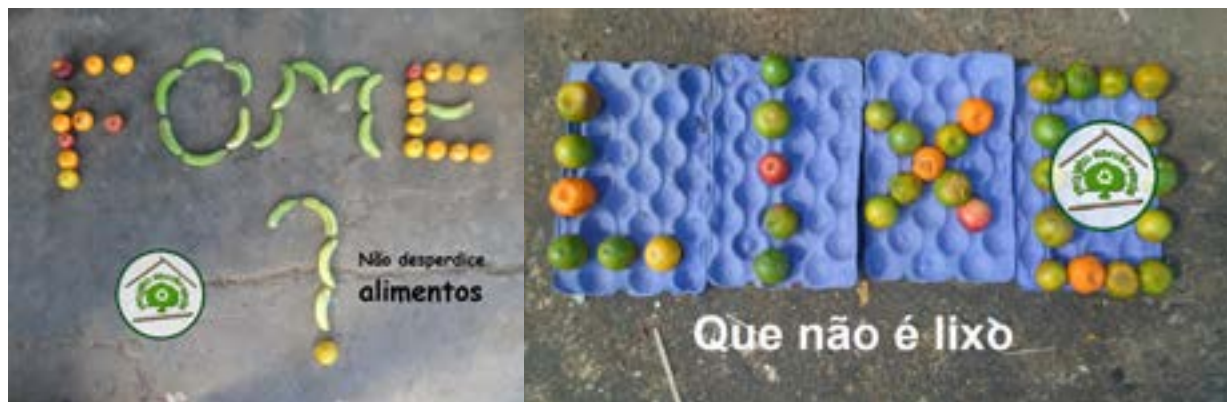 FOME
?
Não desperdice
alimentos
LIXO
Que não é lixo